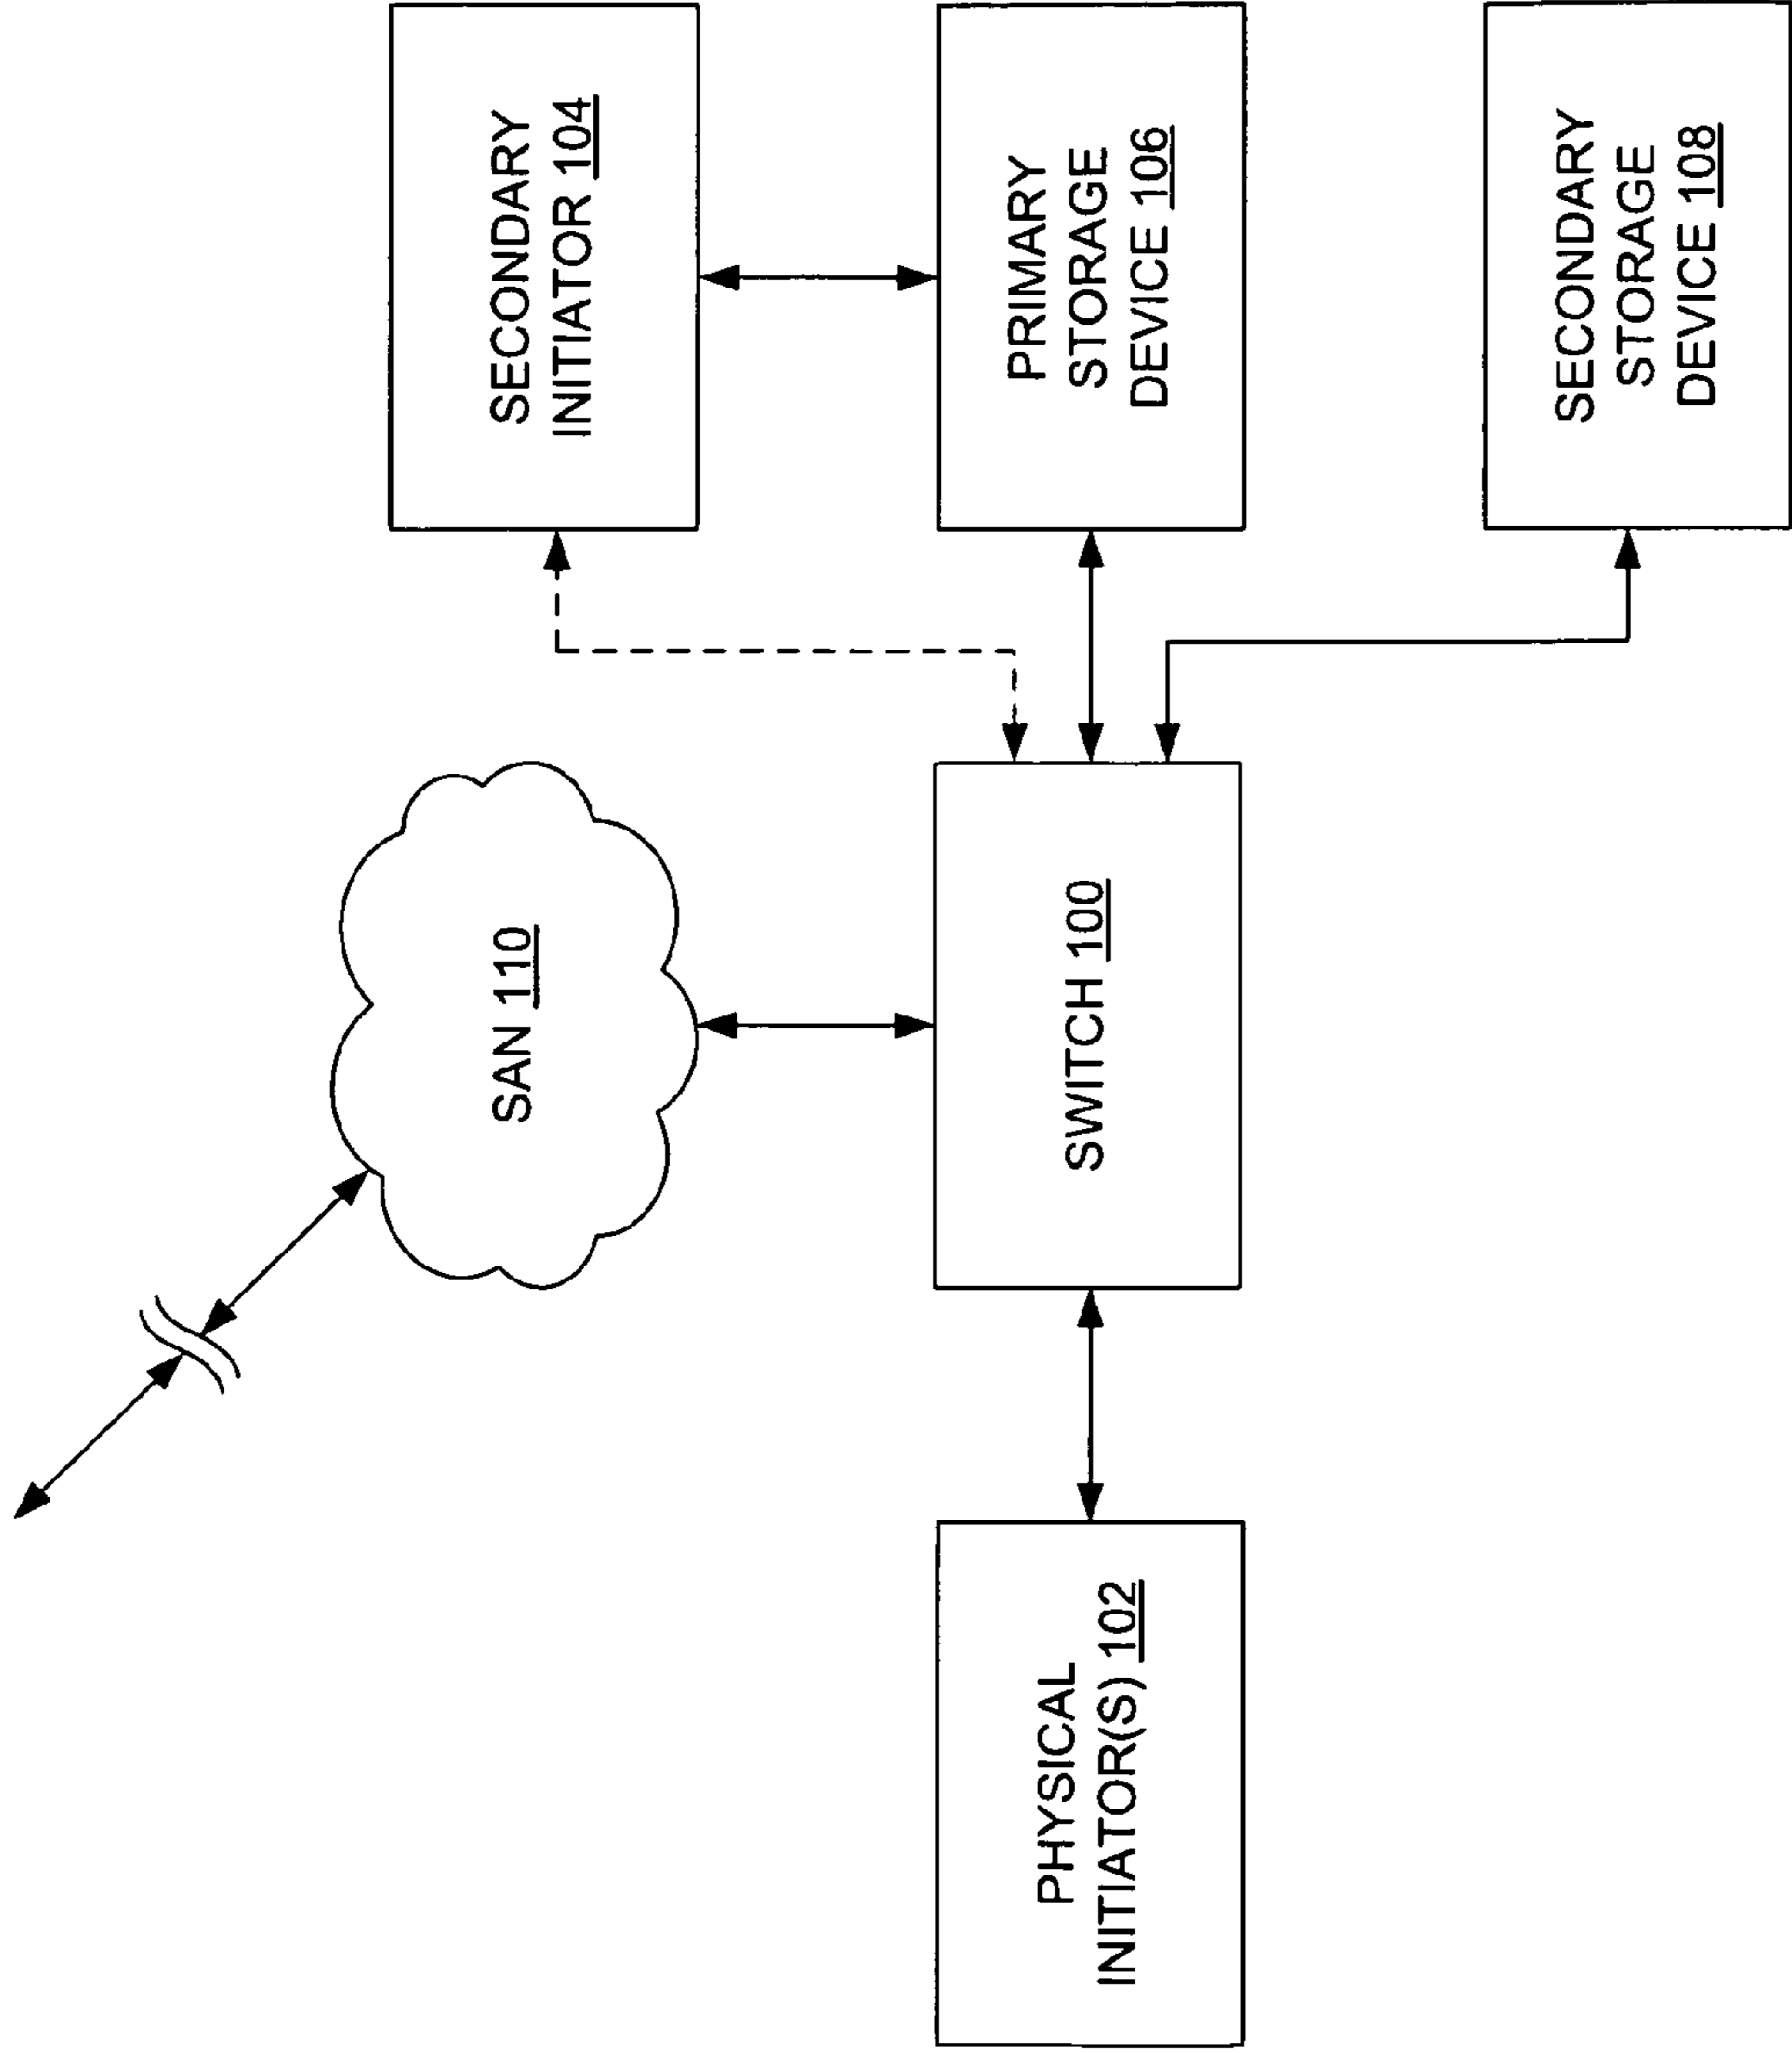 SAN 110
SECONDARY
INITIATOR 104
PHYSICAL
INITIATOR(S) 102
SWITCH 100
PRIMARY
STORAGE
DEVICE 106
SECONDARY
STORAGE
DEVICE 108